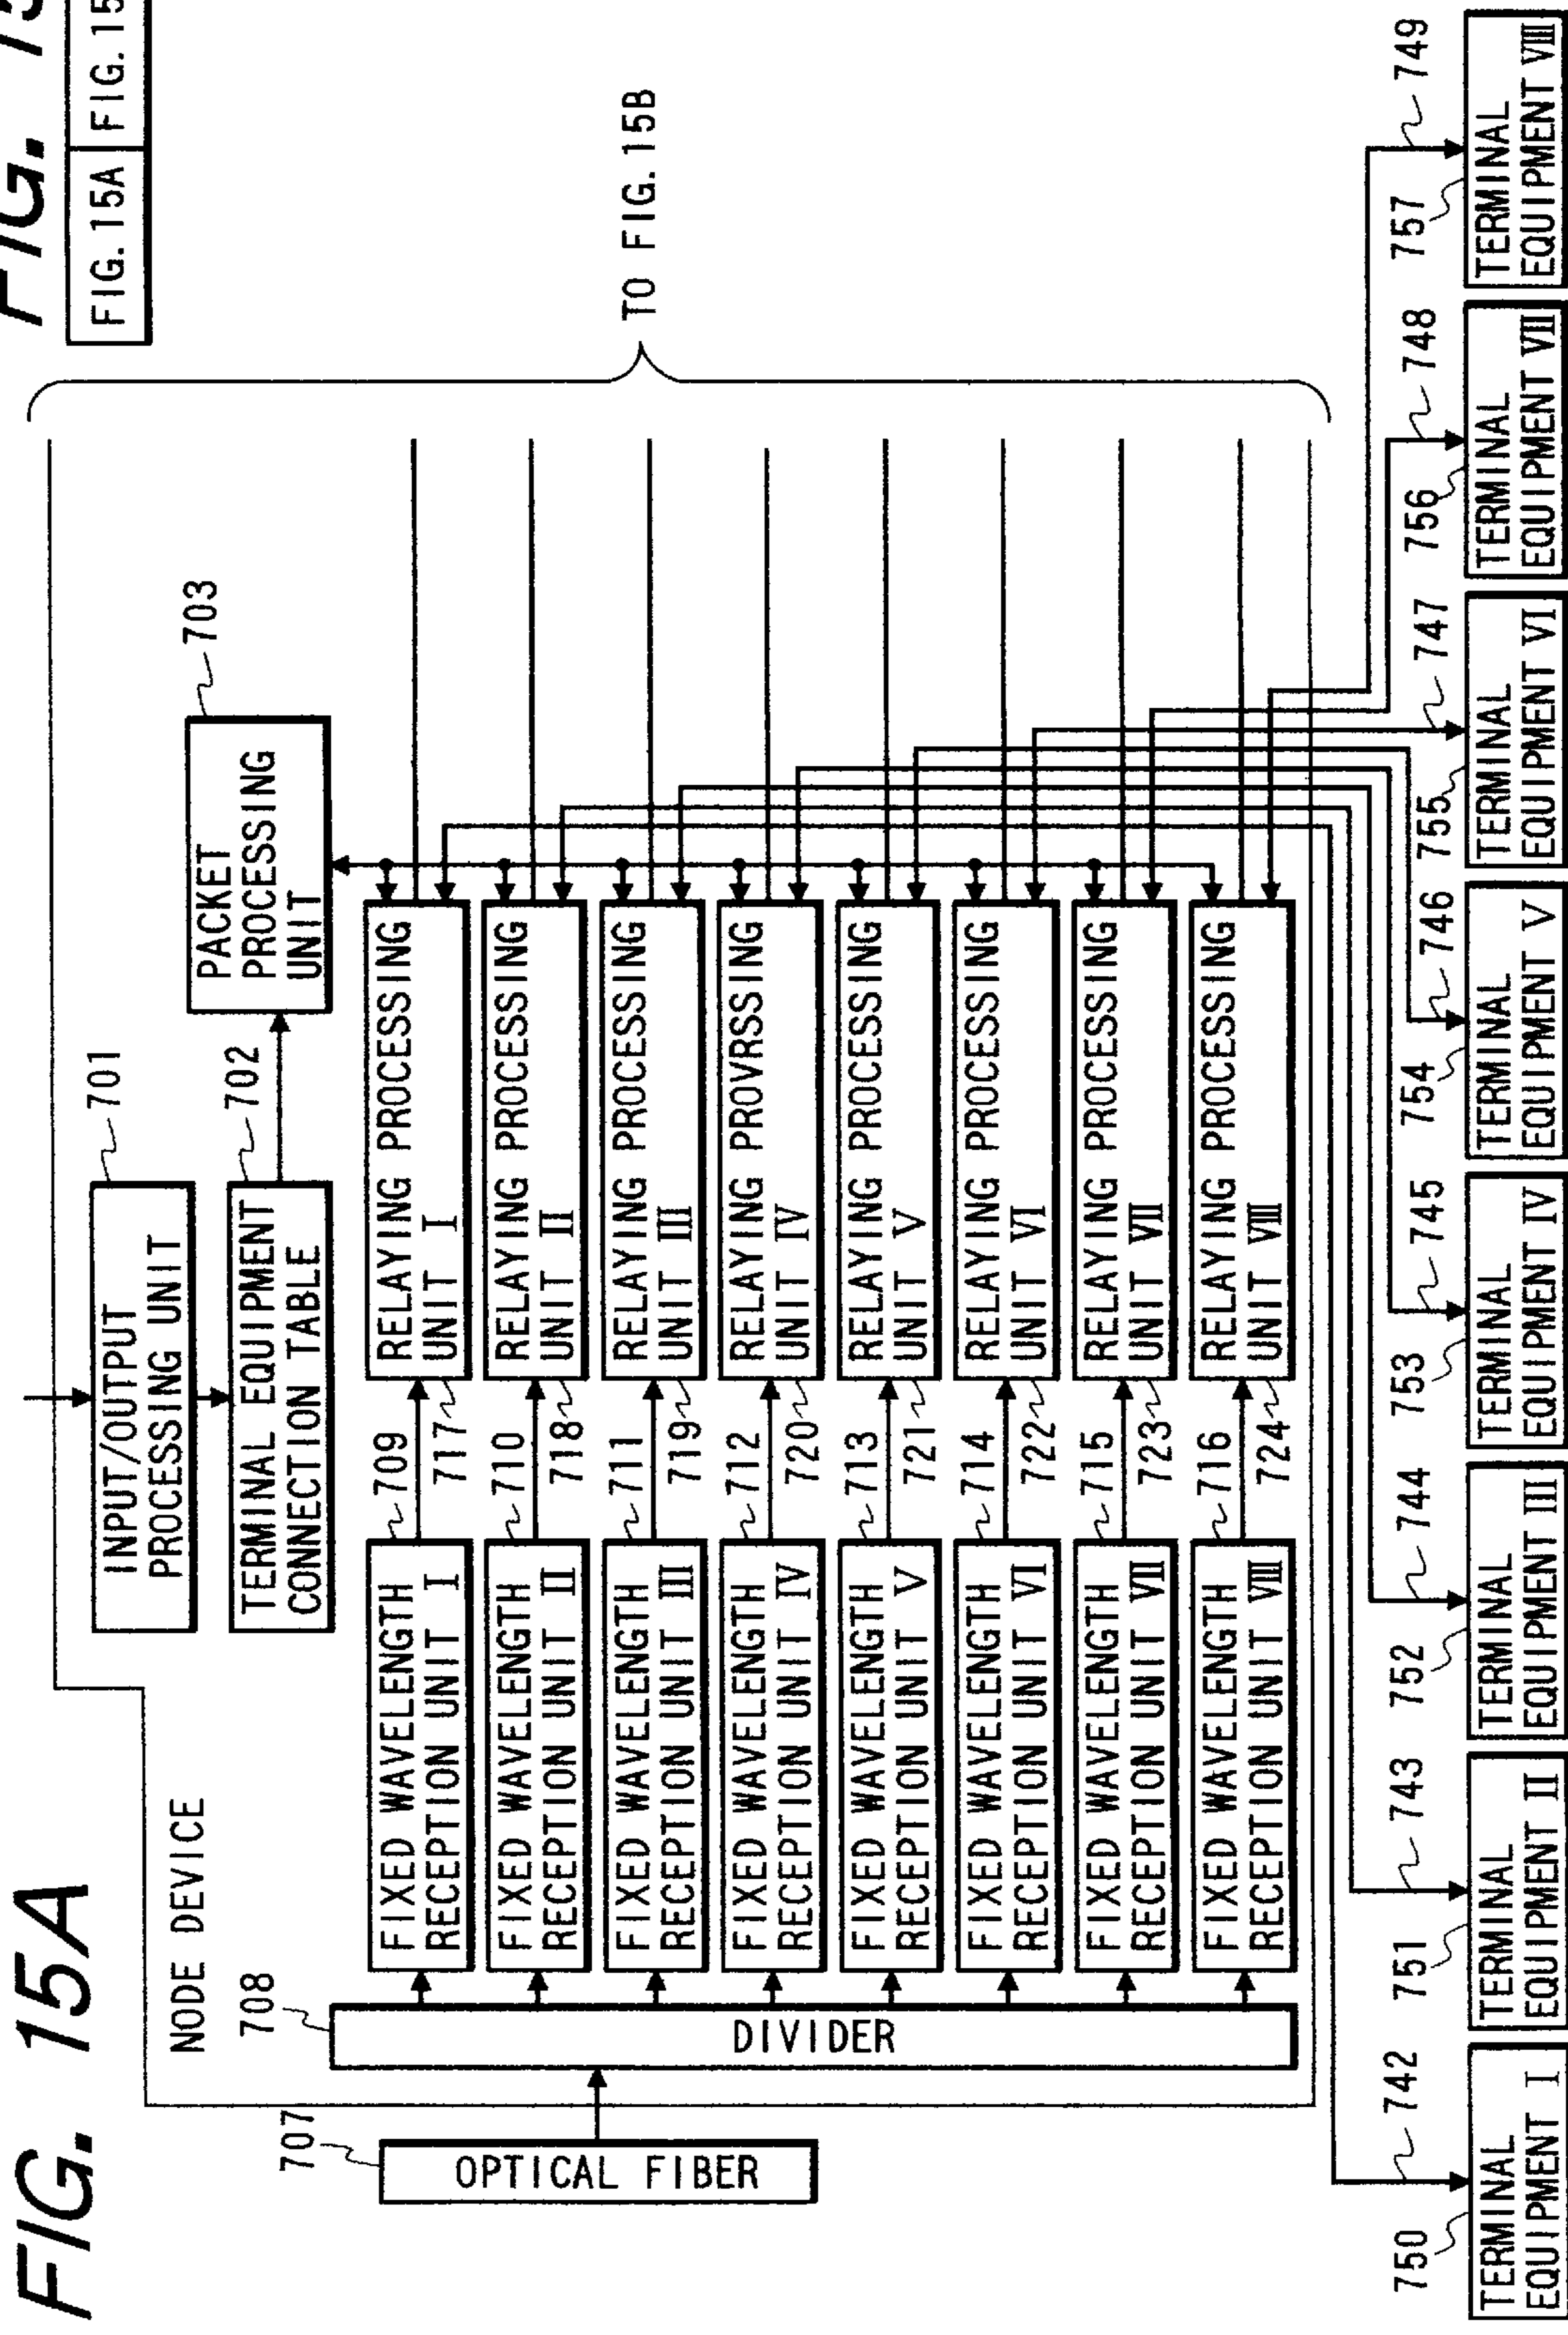 FIG. 15A
FIG. 15A
NODE DEVICE
701
INPUT/OUTPUT
PROCESSING UNIT
702
TERMINAL EQUIPMENT
CONNECTION TABLE
703
PACKET
PROCESSING
UNIT
707
OPTICAL FIBER
708
DIVIDER
FIXED WAVELENGTH
RECEPTION UNIT I
709
717
RELAYING PROCESSING
UNIT I
FIXED WAVELENGTH
RECEPTION UNIT II
710
718
RELAYING PROCESSING
UNIT II
FIXED WAVELENGTH
RECEPTION UNIT III
711
719
RELAYING PROCESSING
UNIT III
FIXED WAVELENGTH
RECEPTION UNIT IV
712
720
RELAYING PROVRSSING
UNIT IV
FIXED WAVELENGTH
RECEPTION UNIT V
713
721
RELAYING PROCESSING
UNIT V
FIXED WAVELENGTH
RECEPTION UNIT VI
714
722
RELAYING PROCESSING
UNIT VI
FIXED WAVELENGTH
RECEPTION UNIT VII
715
723
RELAYING PROCESSING
UNIT VII
FIXED WAVELENGTH
RECEPTION UNIT VIII
716
724
RELAYING PROCESSING
UNIT VIII
TO FIG. 15B
750
742
TERMINAL
EQUIPMENT I
751
743
TERMINAL
EQUIPMENT II
752
744
TERMINAL
EQUIPMENT III
753
745
TERMINAL
EQUIPMENT IV
754
746
TERMINAL
EQUIPMENT V
755
747
TERMINAL
EQUIPMENT VI
756
748
TERMINAL
EQUIPMENT VII
757
749
TERMINAL
EQUIPMENT VIII